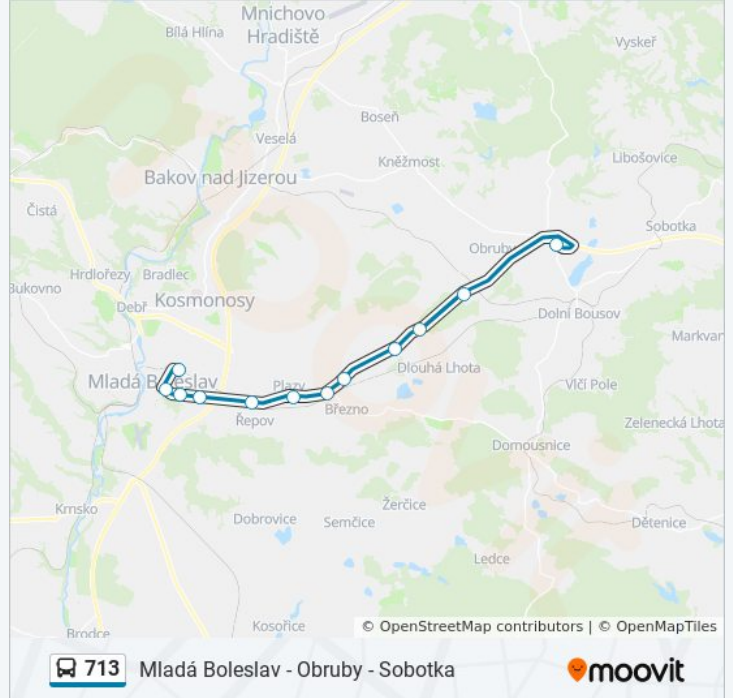 Mnichovo
Hradiště
Bílá Hlína
Vyskeř
Boseň
Veselá
Kněžmost
Libošovice
Bakov nad Jizerou
Čistá
Sobotka
Obruby
Hrdlořezy
Bradlec
Bukovno
Kosmonosy
Debř
Dolní Bousov
Markvar
Dlouhá Lhota
Mladá Boleslav
Plazy
Vlčí Pole
Březno
Řepov
Zelenecká Lhota
Domousnice
Žerčice
Krnsko
Dobrovice
Semčice
Dětenice
Ledce
Kosořice
Brodce
© OpenStreetMap contributors | © OpenMapTiles
713 Mladá Boleslav - Obruby - Sobotka
moovit